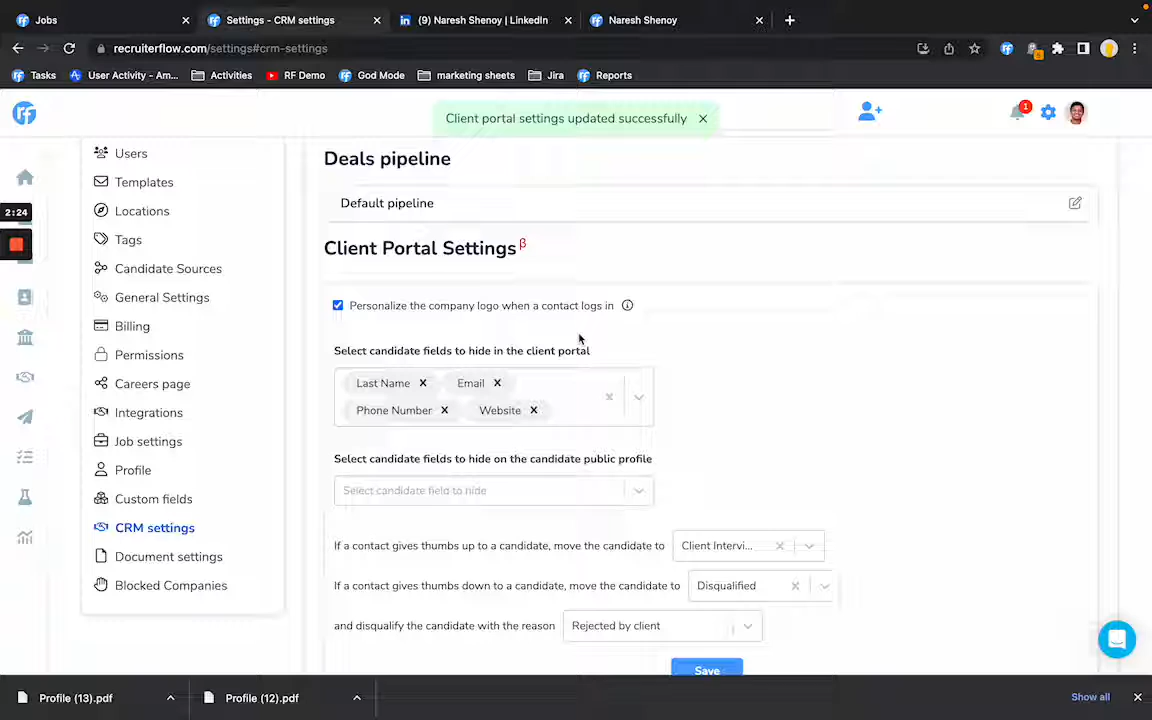 Jobs
Settings - CRM settings
(9) Naresh Shenoy | LinkedIn
Naresh Shenoy
recruiterflow.com/settings#crm-settings
Tasks
User Activity - Am...
Activities
RF Demo
God Mode
marketing sheets
Jira
Reports
Client portal settings updated successfully
1
Users
Templates
Locations
Tags
Candidate Sources
General Settings
Billing
Permissions
Careers page
Integrations
Job settings
Profile
Custom fields
CRM settings
Document settings
Blocked Companies
2:24
Deals pipeline
Default pipeline
Client Portal Settings β
Personalize the company logo when a contact logs in
Select candidate fields to hide in the client portal
Last Name
Email
Phone Number
Website
Select candidate fields to hide on the candidate public profile
Select candidate field to hide
If a contact gives thumbs up to a candidate, move the candidate to Client Intervi...
If a contact gives thumbs down to a candidate, move the candidate to Disqualified
and disqualify the candidate with the reason Rejected by client
Save
Profile (13).pdf
Profile (12).pdf
Show all